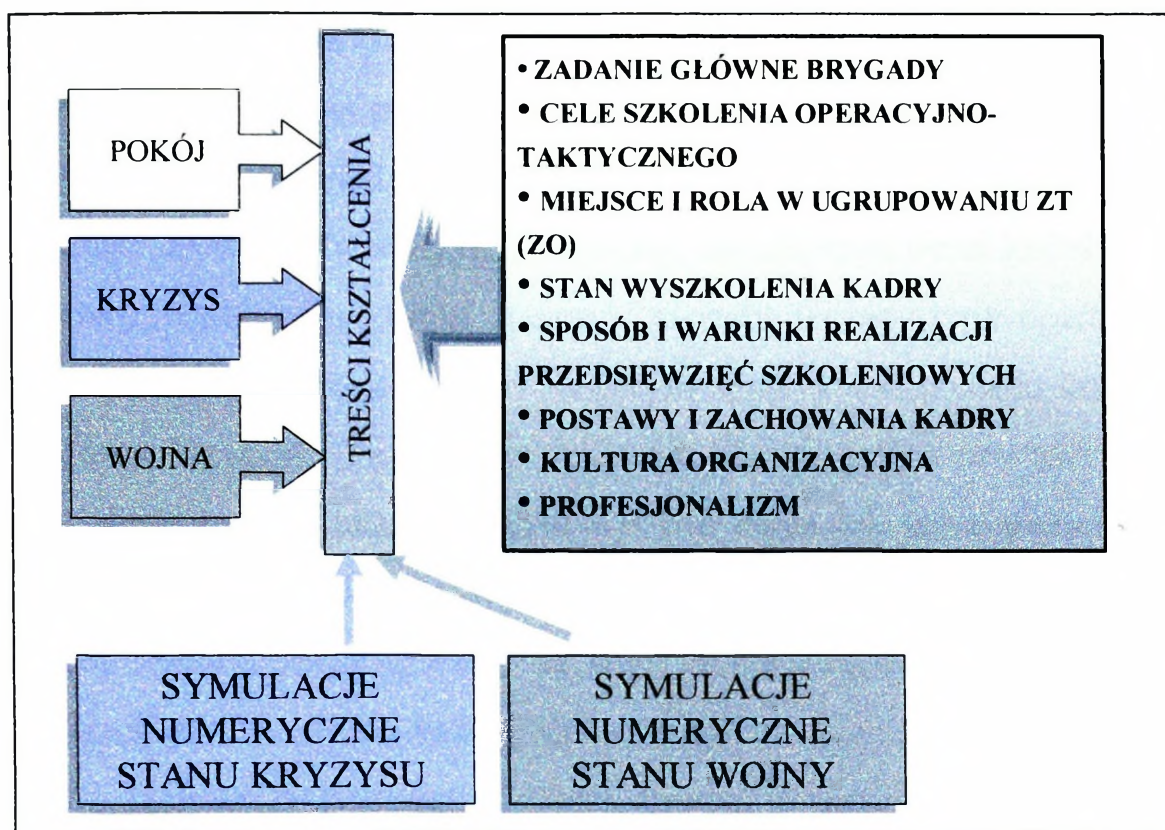 POKÓJ
KRYZYS
WOJNA
TREŚCI KSZTAŁCENIA
• ZADANIE GŁÓWNE BRYGADY
• CELE SZKOLENIA OPERACYJNO-
TAKTYCZNEGO
• MIEJSCE I ROLA W UGRUPOWANIU ZT
(ZO)
• STAN WYSZKOLENIA KADRY
• SPOSÓB I WARUNKI REALIZACJI
PRZEDSIĘWZIĘĆ SZKOLENIOWYCH
• POSTAWY I ZACHOWANIA KADRY
• KULTURA ORGANIZACYJNA
• PROFESJONALIZM
SYMULACJE
NUMERYCZNE
STANU KRYZYSU
SYMULACJE
NUMERYCZNE
STANU WOJNY